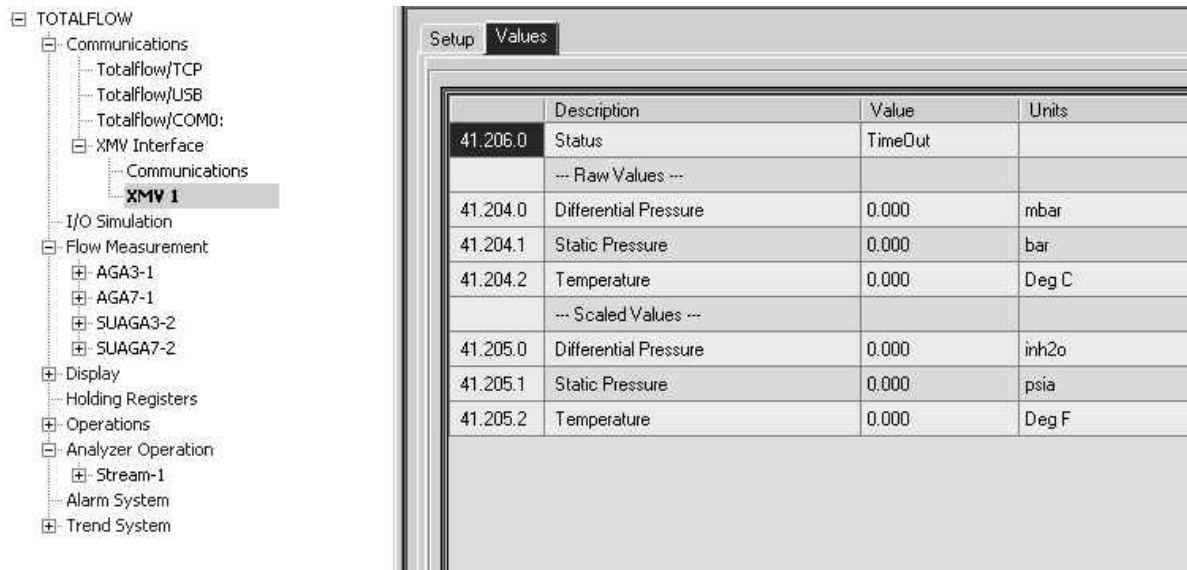 TOTALFLOW
Communications
Totalflow/TCP
Totalflow/USB
Totalflow/COM0:
XMV Interface
Communications
XMV 1
I/O Simulation
Flow Measurement
AGA3-1
AGA7-1
SUAGA3-2
SUAGA7-2
Display
Holding Registers
Operations
Analyzer Operation
Stream-1
Alarm System
Trend System
Setup Values
Description Value Units
41.206.0 Status TimeOut
--- Raw Values ---
41.204.0 Differential Pressure 0.000 mbar
41.204.1 Static Pressure 0.000 bar
41.204.2 Temperature 0.000 Deg C
--- Scaled Values ---
41.205.0 Differential Pressure 0.000 inh2o
41.205.1 Static Pressure 0.000 psia
41.205.2 Temperature 0.000 Deg F